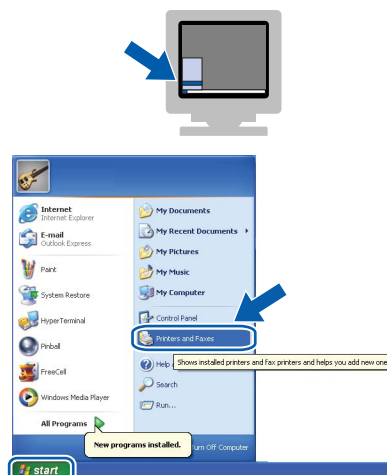 Internet
Internet Explorer
E-mail
Outlook Express
Paint
System Restore
HyperTerminal
Pinball
FreeCell
Windows Media Player
All Programs
My Documents
My Recent Documents
My Pictures
My Music
My Computer
Control Panel
Printers and Faxes
Shows installed printers and fax printers and helps you add new one
Help
Search
Run...
New programs installed.
Turn Off Computer
start